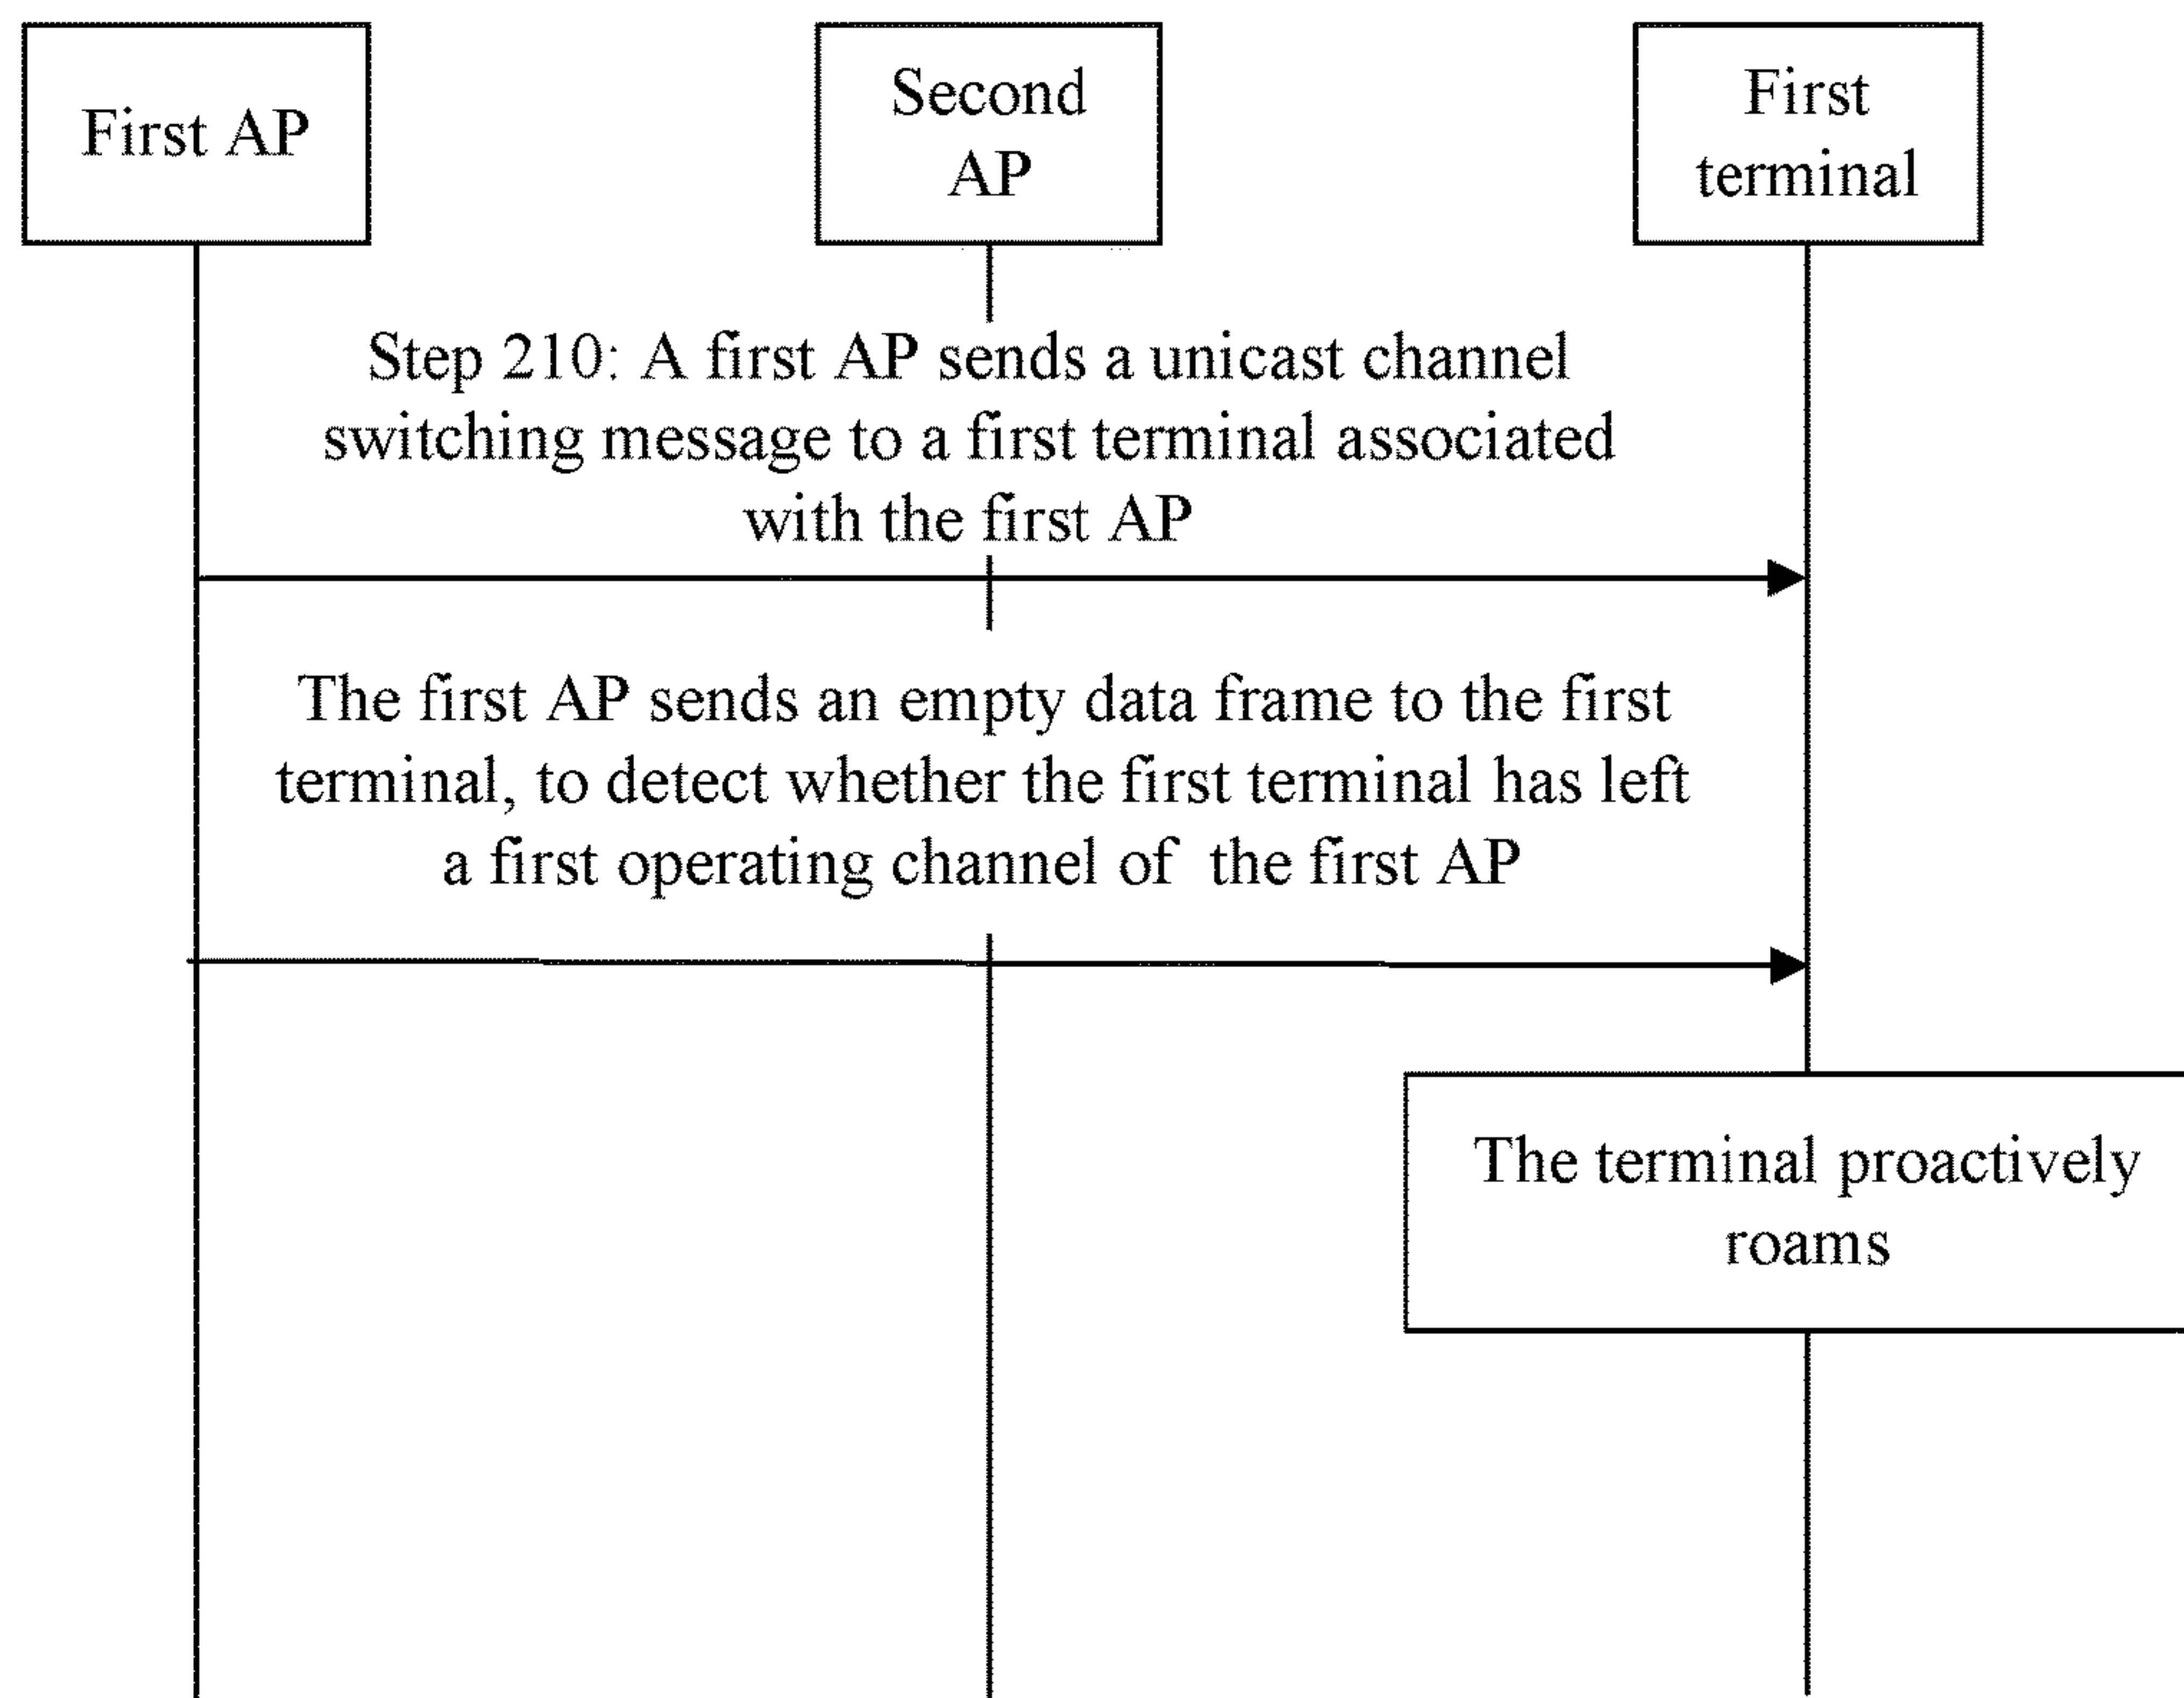 First AP
Second
AP
First
terminal
Step 210: A first AP sends a unicast channel
switching message to a first terminal associated
with the first AP
The first AP sends an empty data frame to the first
terminal, to detect whether the first terminal has left
a first operating channel of the first AP
The terminal proactively
roams